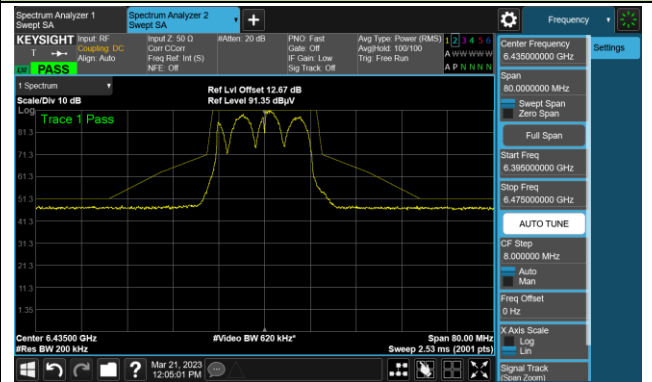 Spectrum Analyzer 1
Swept SA
Spectrum Analyzer 2
Swept SA
+
Frequency
KEYSIGHT
T
LXI
PASS
Input: RF
Coupling: DC
Align: Auto
Input Z: 50 Ω
Corr CCorr
Freq Ref: Int (S)
NFE: Off
#Atten: 20 dB
PNO: Fast
Gate: Off
IF Gain: Low
Sig Track: Off
Avg Type: Power (RMS)
Avg|Hold: 100/100
Trig: Free Run
1 2 3 4 5 6
A W W W W W
A P N N N N
1 Spectrum
Scale/Div 10 dB
Ref Lvl Offset 12.67 dB
Ref Level 91.35 dBµV
Log
Trace 1 Pass
81.3
71.3
61.3
51.3
41.3
31.3
21.3
11.3
1.35
Center 6.43500 GHz
#Res BW 200 kHz
#Video BW 620 kHz*
Span 80.00 MHz
Sweep 2.53 ms (2001 pts)
Mar 21, 2023
12:05:01 PM
Center Frequency
6.435000000 GHz
Settings
Span
80.0000000 MHz
Swept Span
Zero Span
Full Span
Start Freq
6.395000000 GHz
Stop Freq
6.475000000 GHz
AUTO TUNE
CF Step
8.000000 MHz
Auto
Man
Freq Offset
0 Hz
X Axis Scale
Log
Lin
Signal Track
(Span Zoom)